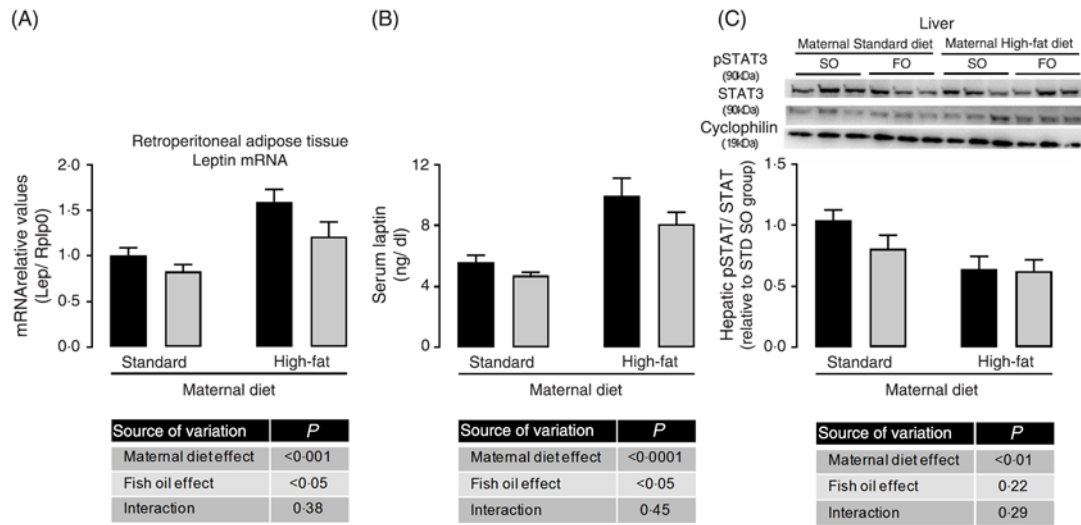 (A)
Retroperitoneal adipose tissue
Leptin mRNA
mRNArelative values
(Lep/ Rplp0)
2·0
1·5
1·0
0·5
0·0
Standard
High-fat
Maternal diet
Source of variation P
Maternal diet effect <0·001
Fish oil effect <0·05
Interaction 0·38
(B)
Serum laptin
(ng/ dl)
12
8
4
0
Standard
High-fat
Maternal diet
Source of variation P
Maternal diet effect <0·0001
Fish oil effect <0·05
Interaction 0·45
(C)
Liver
Maternal Standard diet Maternal High-fat diet
SO FO SO FO
pSTAT3
(90kDa)
STAT3
(90kDa)
Cyclophilin
(19kDa)
Hepatic pSTAT/ STAT
(relative to STD SO group)
1·5
1·0
0·5
0·0
Standard
High-fat
Maternal diet
Source of variation P
Maternal diet effect <0·01
Fish oil effect 0·22
Interaction 0·29